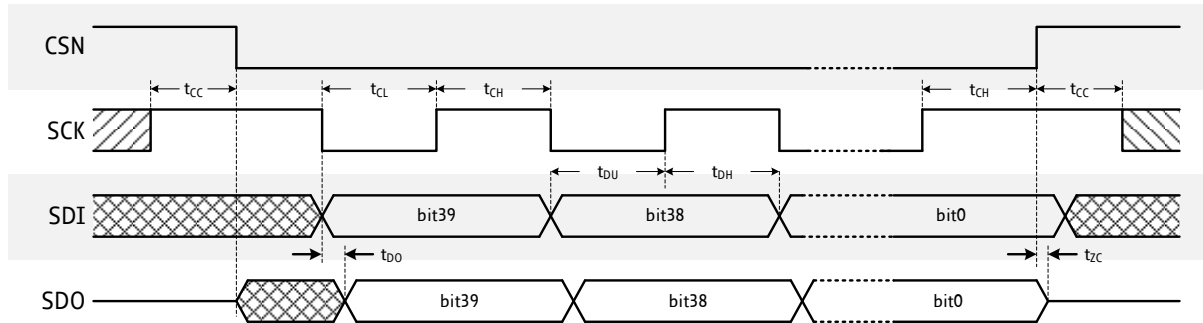 CSN
tCC tCL tCH tCH tCC
SCK
tDU tDH
SDI bit39 bit38 bit0
tDO tZC
SDO bit39 bit38 bit0